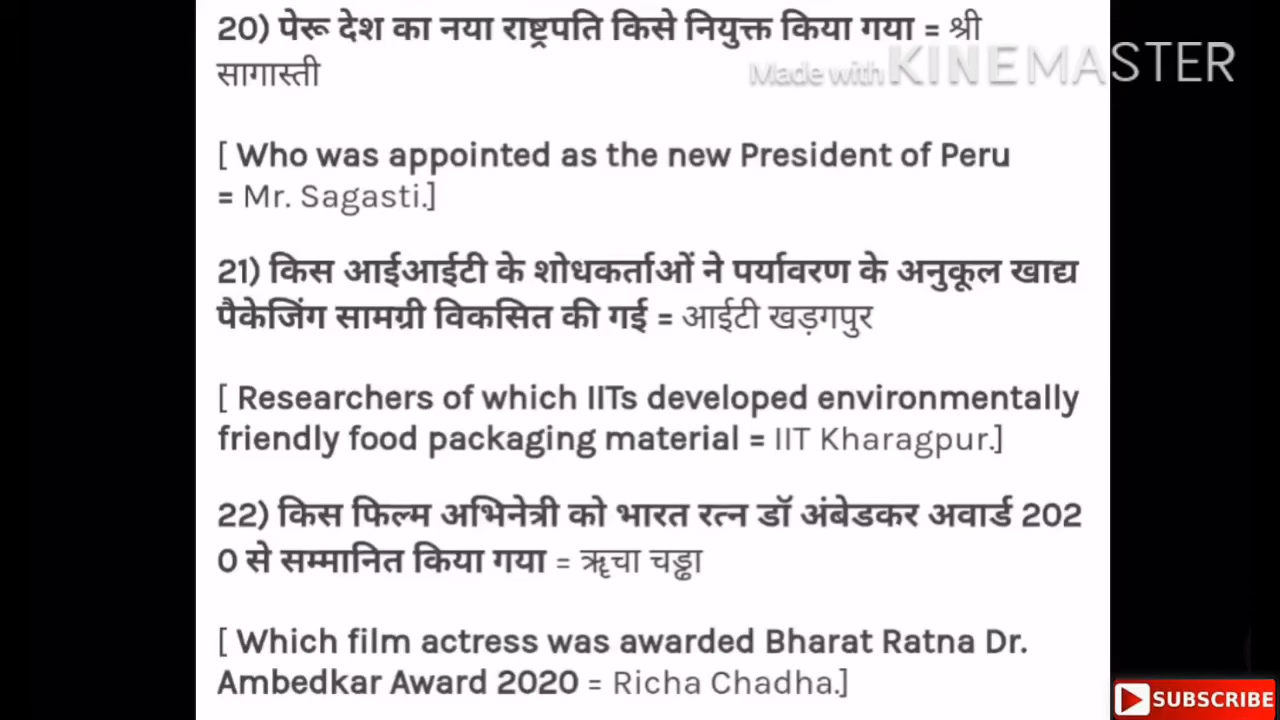 20) पेरू देश का नया राष्ट्रपति किसे नियुक्त किया गया = श्री
सागास्ती
Made with KINEMASTER
[ Who was appointed as the new President of Peru
= Mr. Sagasti.]
21) किस आईआईटी के शोधकर्ताओं ने पर्यावरण के अनुकूल खाद्य
पैकेजिंग सामग्री विकसित की गई = आईटी खड़गपुर
[ Researchers of which IITs developed environmentally
friendly food packaging material = IIT Kharagpur.]
22) किस फिल्म अभिनेत्री को भारत रत्न डॉ अंबेडकर अवार्ड 202
0 से सम्मानित किया गया = ऋचा चड्ढा
[ Which film actress was awarded Bharat Ratna Dr.
Ambedkar Award 2020 = Richa Chadha.]
SUBSCRIBE